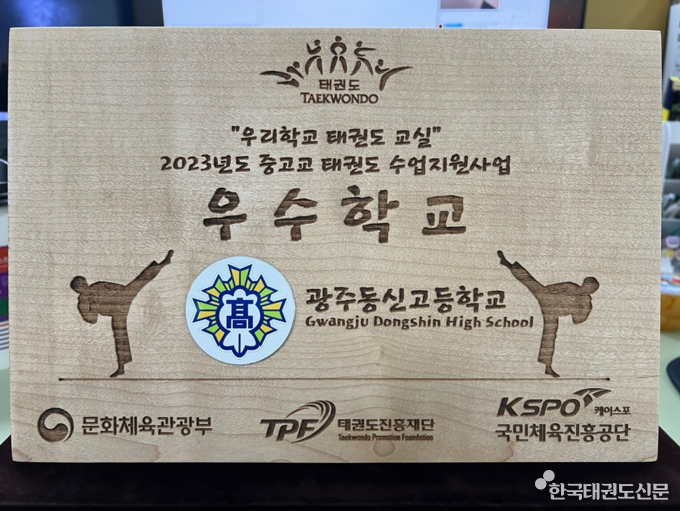 태권도
TAEKWONDO
"우리학교 태권도 교실"
2023년도 중고교 태권도 수업지원사업
우수학교
高
광주동신고등학교
Gwangju Dongshin High School
문화체육관광부
TPF 태권도진흥재단
Taekwondo Promotion Foundation
KSPO 케이스포
국민체육진흥공단
한국태권도신문